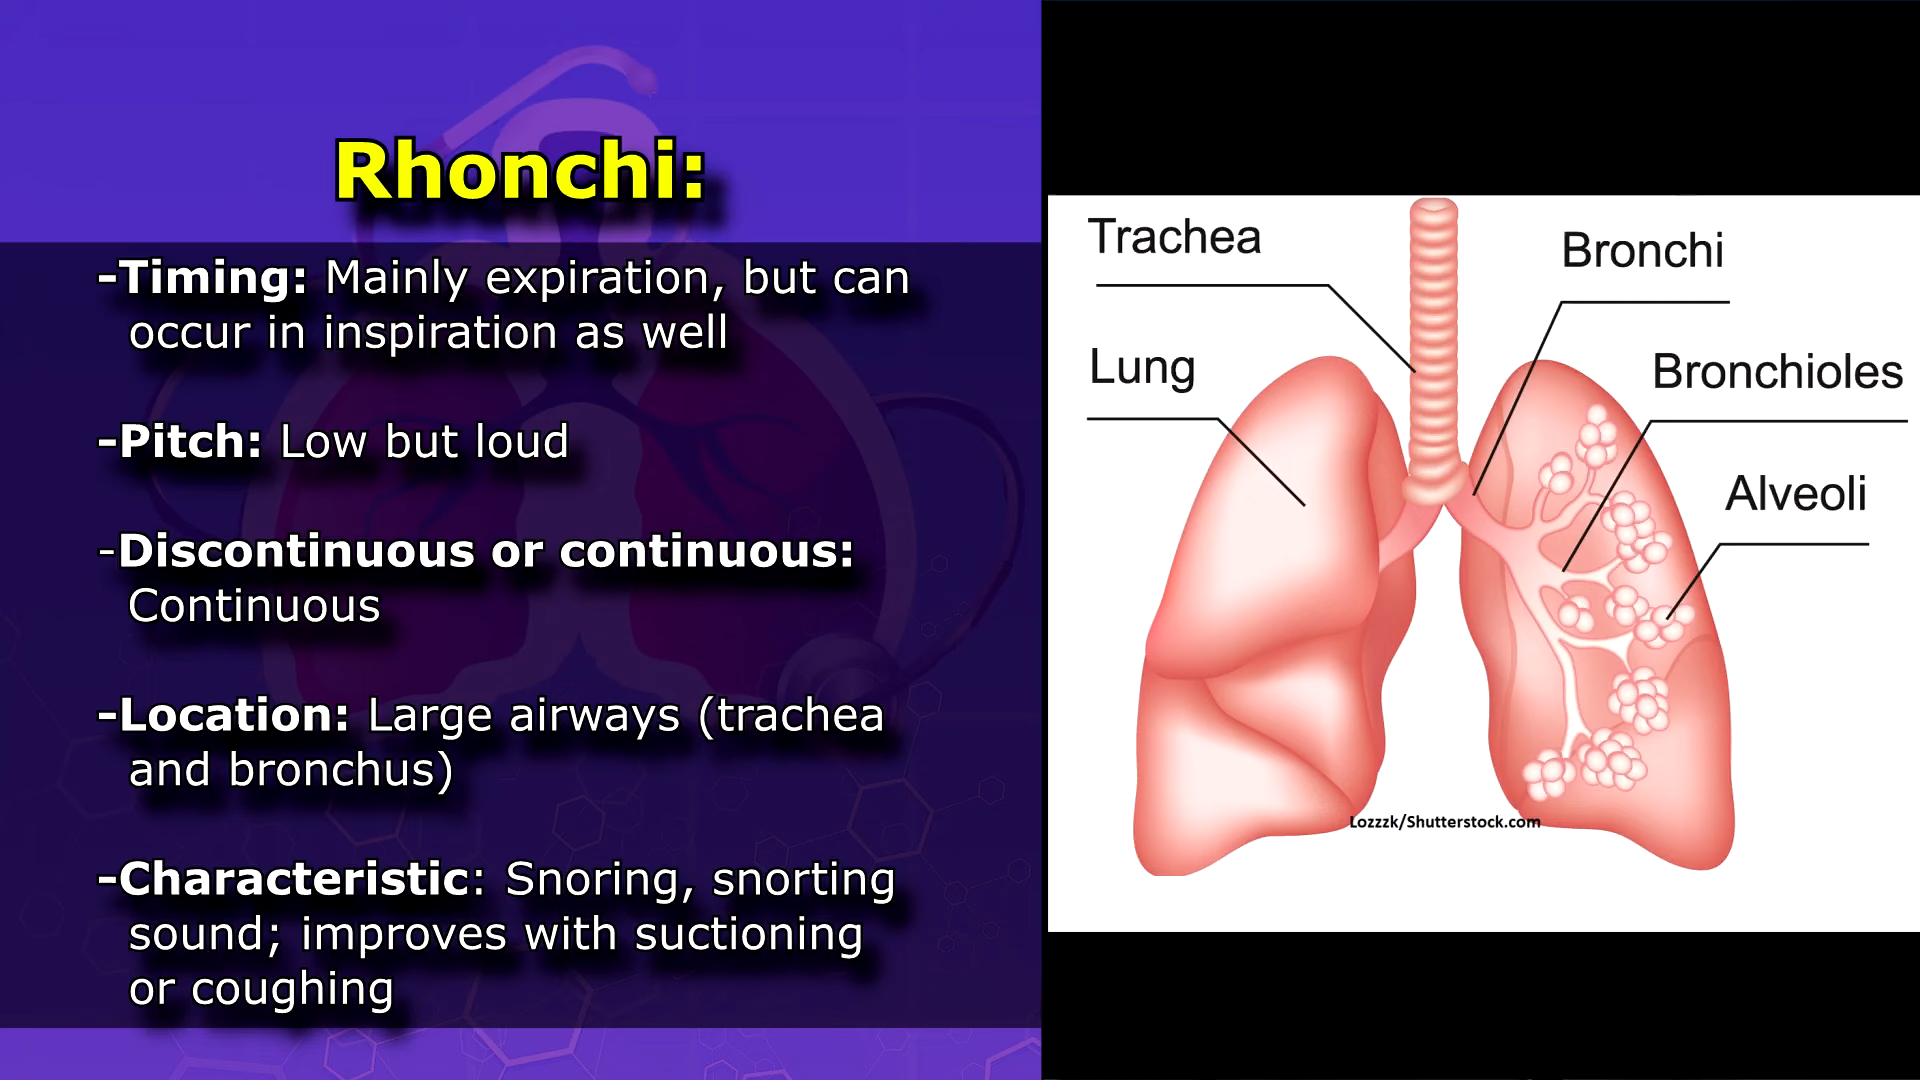 Rhonchi:
-Timing: Mainly expiration, but can
occur in inspiration as well
-Pitch: Low but loud
-Discontinuous or continuous:
Continuous
-Location: Large airways (trachea
and bronchus)
-Characteristic: Snoring, snorting
sound; improves with suctioning
or coughing
Trachea
Bronchi
Lung
Bronchioles
Alveoli
Lozzzk/Shutterstock.com